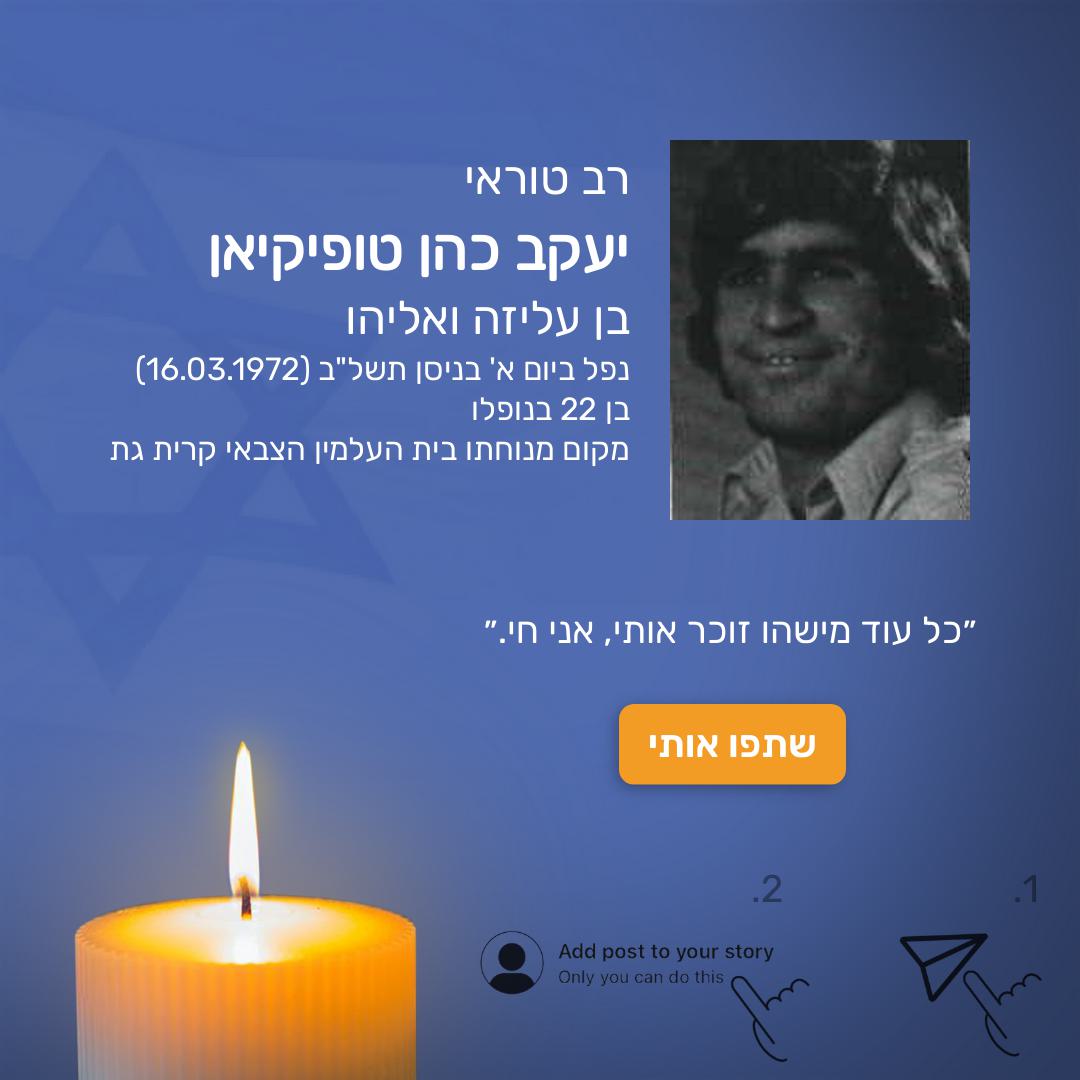 רב טוראי
יעקב כהן טופיקיאן
בן עליזה ואליהו
נפל ביום א' בניסן תשל"ב (16.03.1972)
בן 22 בנופלו
מקום מנוחתו בית העלמין הצבאי קרית גת
״כל עוד מישהו זוכר אותי, אני חי.״
שתפו אותי
1.
2.
Add post to your story
Only you can do this